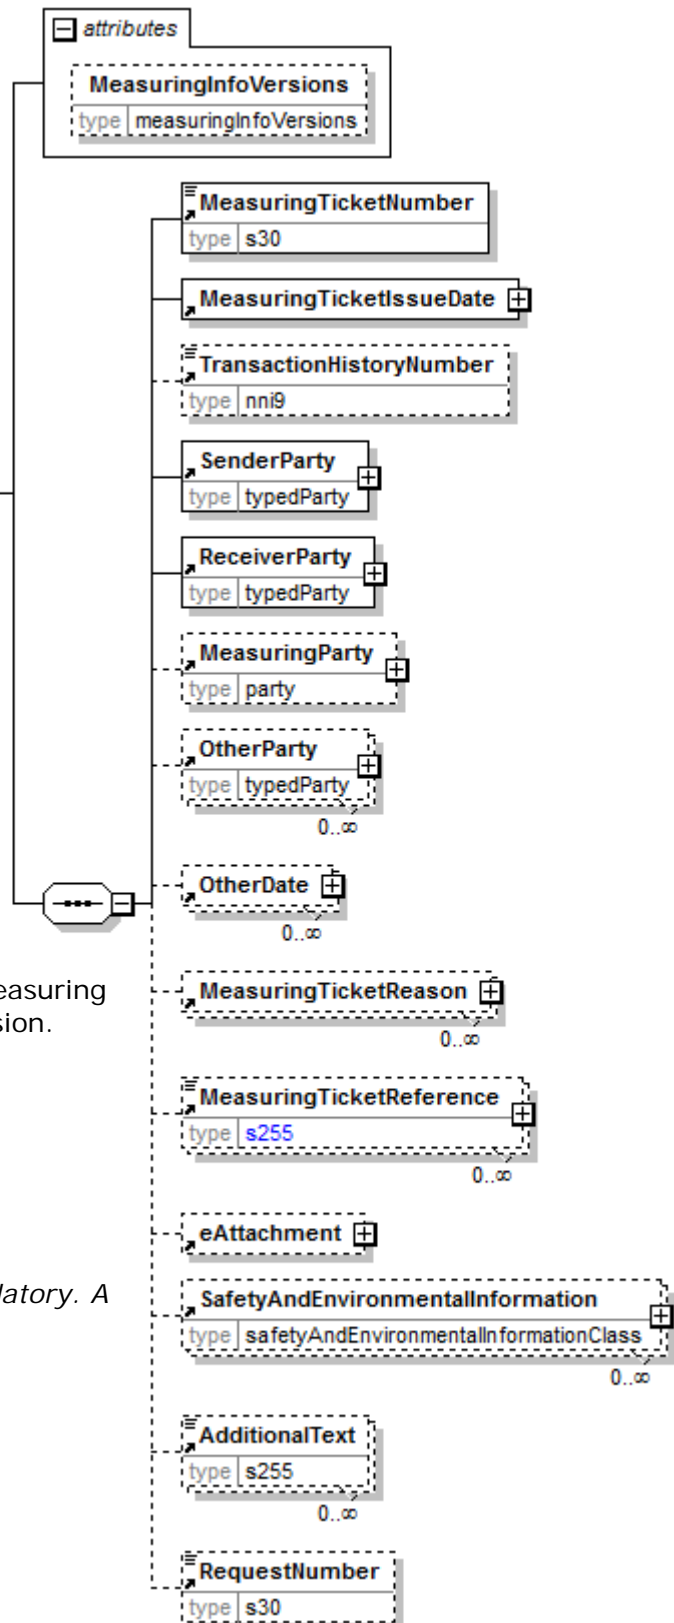 attributes
MeasuringInfoVersions
type measuringInfoVersions
MeasuringTicketNumber
type s30
MeasuringTicketIssueDate
TransactionHistoryNumber
type nni9
SenderParty
type typedParty
ReceiverParty
type typedParty
MeasuringParty
type party
OtherParty
type typedParty
0..∞
OtherDate
0..∞
easuring
sion.
MeasuringTicketReason
0..∞
MeasuringTicketReference
type s255
0..∞
eAttachment
latory. A
SafetyAndEnvironmentalInformation
type safetyAndEnvironmentalInformationClass
0..∞
AdditionalText
type s255
0..∞
RequestNumber
type s30